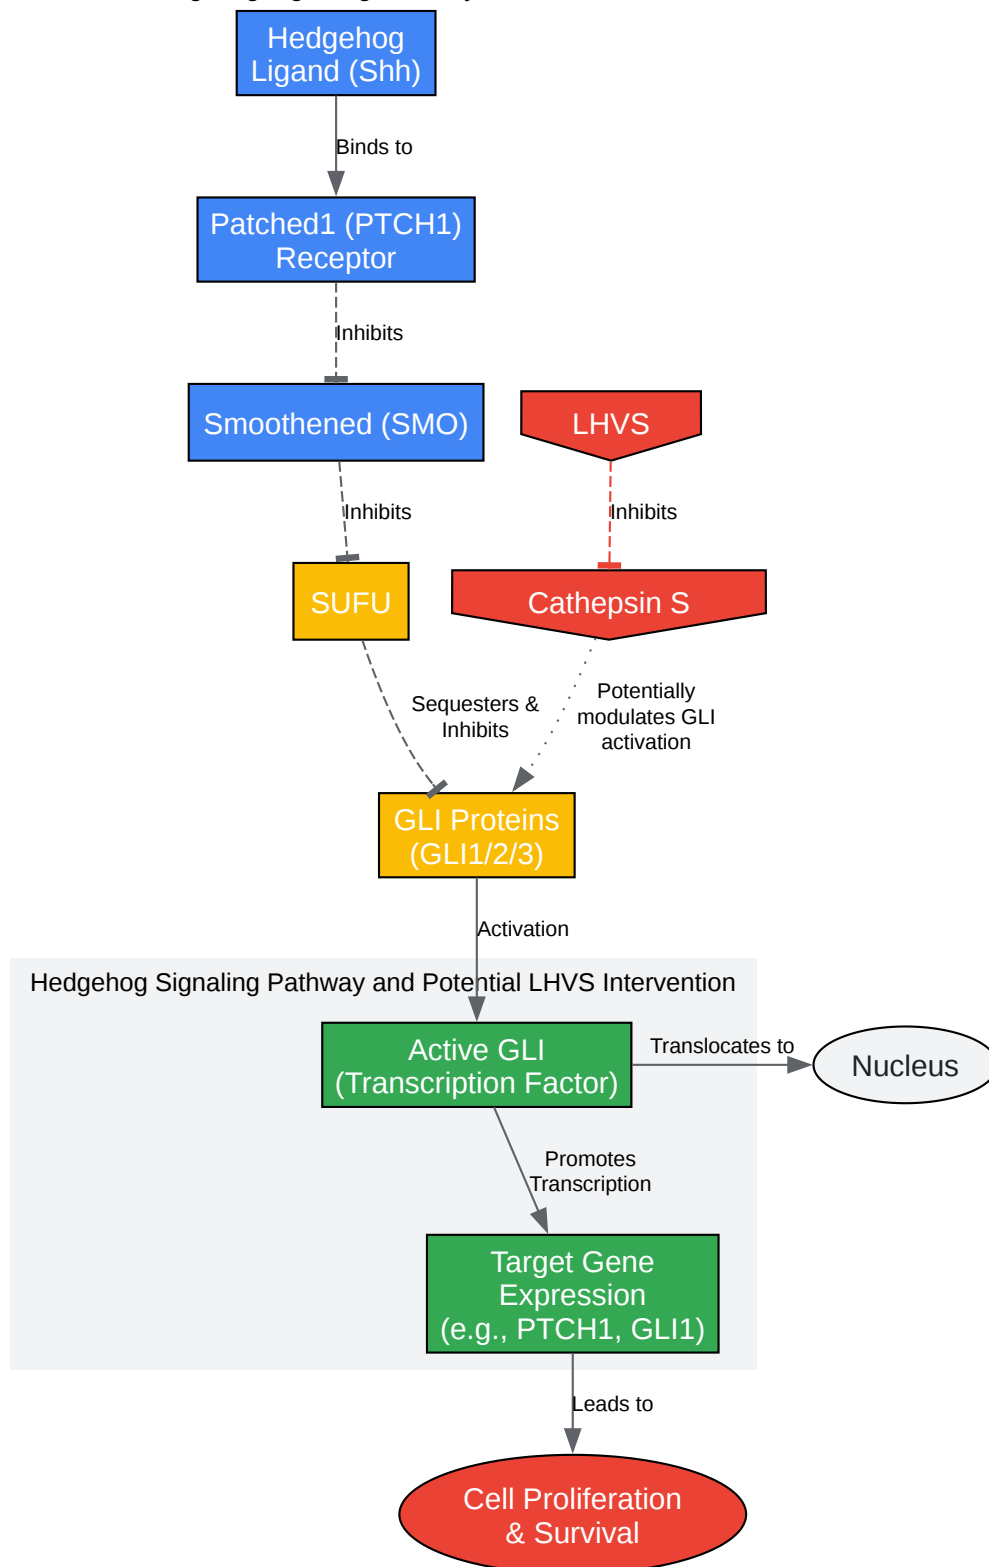 Hedgehog
Ligand (Shh)
Binds to
Patched1 (PTCH1)
Receptor
Inhibits
Smoothened (SMO)
LHVS
Inhibits
Inhibits
SUFU
Cathepsin S
Sequesters &
Inhibits
Potentially
modulates GLI
activation
GLI Proteins
(GLI1/2/3)
Activation
Hedgehog Signaling Pathway and Potential LHVS Intervention
Active GLI
(Transcription Factor)
Translocates to
Nucleus
Promotes
Transcription
Target Gene
Expression
(e.g., PTCH1, GLI1)
Leads to
Cell Proliferation
& Survival